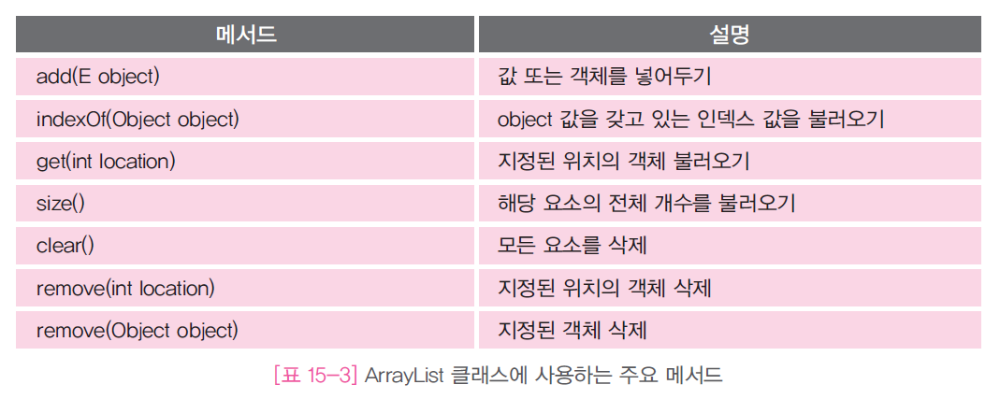 메서드 설명
add(E object) 값 또는 객체를 넣어두기
indexOf(Object object) object 값을 갖고 있는 인덱스 값을 불러오기
get(int location) 지정된 위치의 객체 불러오기
size() 해당 요소의 전체 개수를 불러오기
clear() 모든 요소를 삭제
remove(int location) 지정된 위치의 객체 삭제
remove(Object object) 지정된 객체 삭제
[표 15-3] ArrayList 클래스에 사용하는 주요 메서드